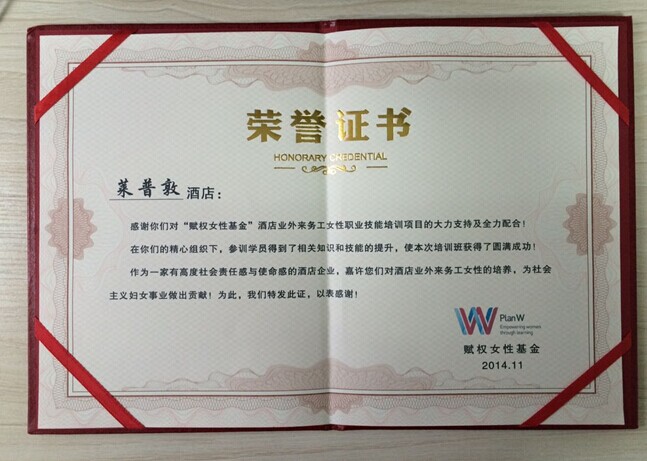 荣誉证书
HONORARY CREDENTIAL
莱普敦酒店：
感谢你们对“赋权女性基金”酒店业外来务工女性职业技能培训项目的大力支持及全力配合！
在你们的精心组织下，参训学员得到了相关知识和技能的提升，使本次培训班获得了圆满成功！
作为一家有高度社会责任感与使命感的酒店企业，嘉许您们对酒店业外来务工女性的培养，为社会
主义妇女事业做出贡献！为此，我们特发此证，以表感谢！
Plan W
Empowering women
through learning
赋权女性基金
2014.11